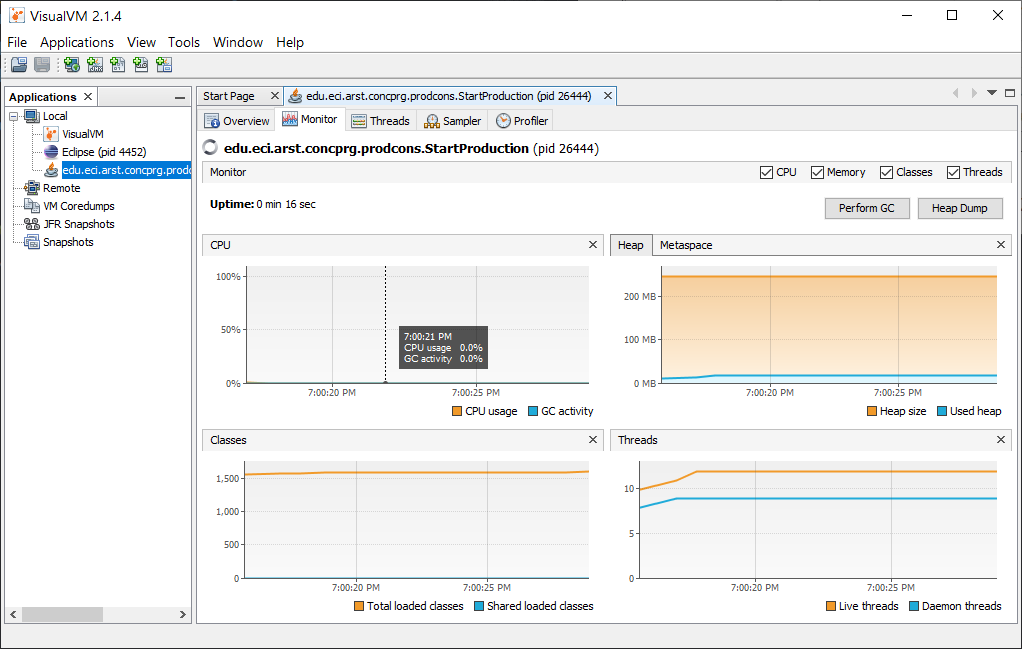 VisualVM 2.1.4
File Applications View Tools Window Help
Applications
Start Page
edu.eci.arst.concprg.prodcons.StartProduction (pid 26444)
Local
VisualVM
Eclipse (pid 4452)
edu.eci.arst.concprg.prodc
Remote
VM Coredumps
JFR Snapshots
Snapshots
Overview Monitor Threads Sampler Profiler
edu.eci.arst.concprg.prodcons.StartProduction (pid 26444)
Monitor
CPU Memory Classes Threads
Uptime: 0 min 16 sec
Perform GC Heap Dump
CPU
100%
50%
0%
7:00:21 PM
CPU usage 0.0%
GC activity 0.0%
7:00:20 PM 7:00:25 PM
CPU usage GC activity
Heap Metaspace
200 MB
100 MB
0 MB
7:00:20 PM 7:00:25 PM
Heap size Used heap
Classes
1,500
1,000
500
0
7:00:20 PM 7:00:25 PM
Total loaded classes Shared loaded classes
Threads
10
5
0
7:00:20 PM 7:00:25 PM
Live threads Daemon threads